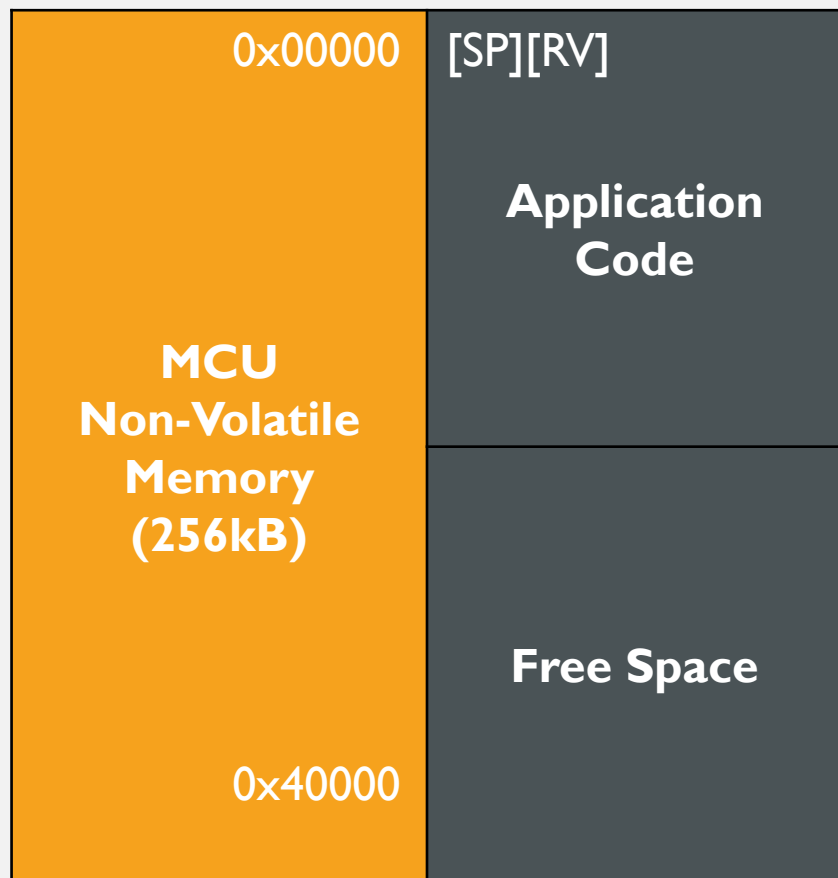 0x00000
[SP][RV]
Application
Code
MCU
Non-Volatile
Memory
(256kB)
Free Space
0x40000